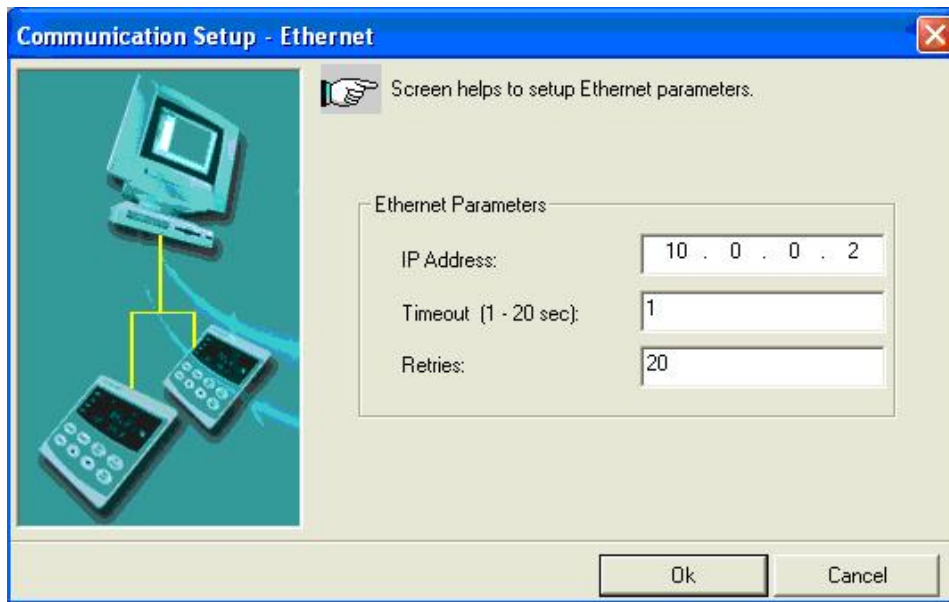 Communication Setup - Ethernet
Screen helps to setup Ethernet parameters.
Ethernet Parameters
IP Address: 10 . 0 . 0 . 2
Timeout (1 - 20 sec): 1
Retries: 20
Ok Cancel